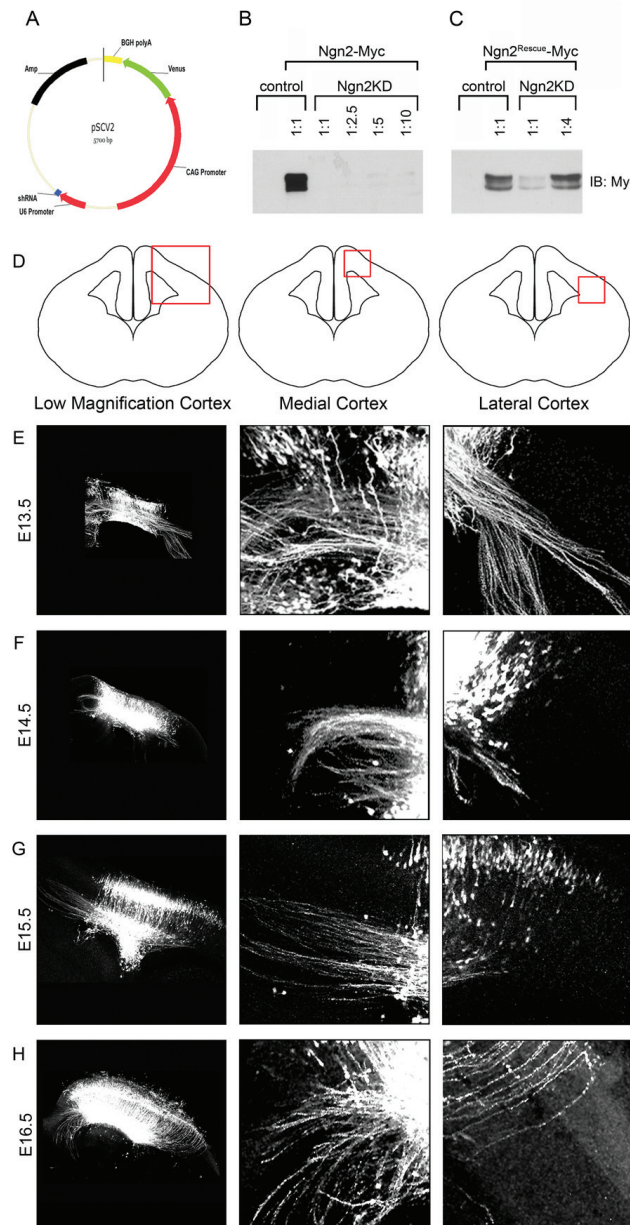 A
BGH polyA
Amp
Venus
pSCV2
5700 bp
CAG Promoter
shRNA
U6 Promoter
B
Ngn2-Myc
control
Ngn2KD
1:1
1:1
1:2.5
1:5
1:10
C
Ngn2Rescue-Myc
control
Ngn2KD
1:1
1:1
1:4
IB: My
D
Low Magnification Cortex
Medial Cortex
Lateral Cortex
E
E13.5
F
E14.5
G
E15.5
H
E16.5